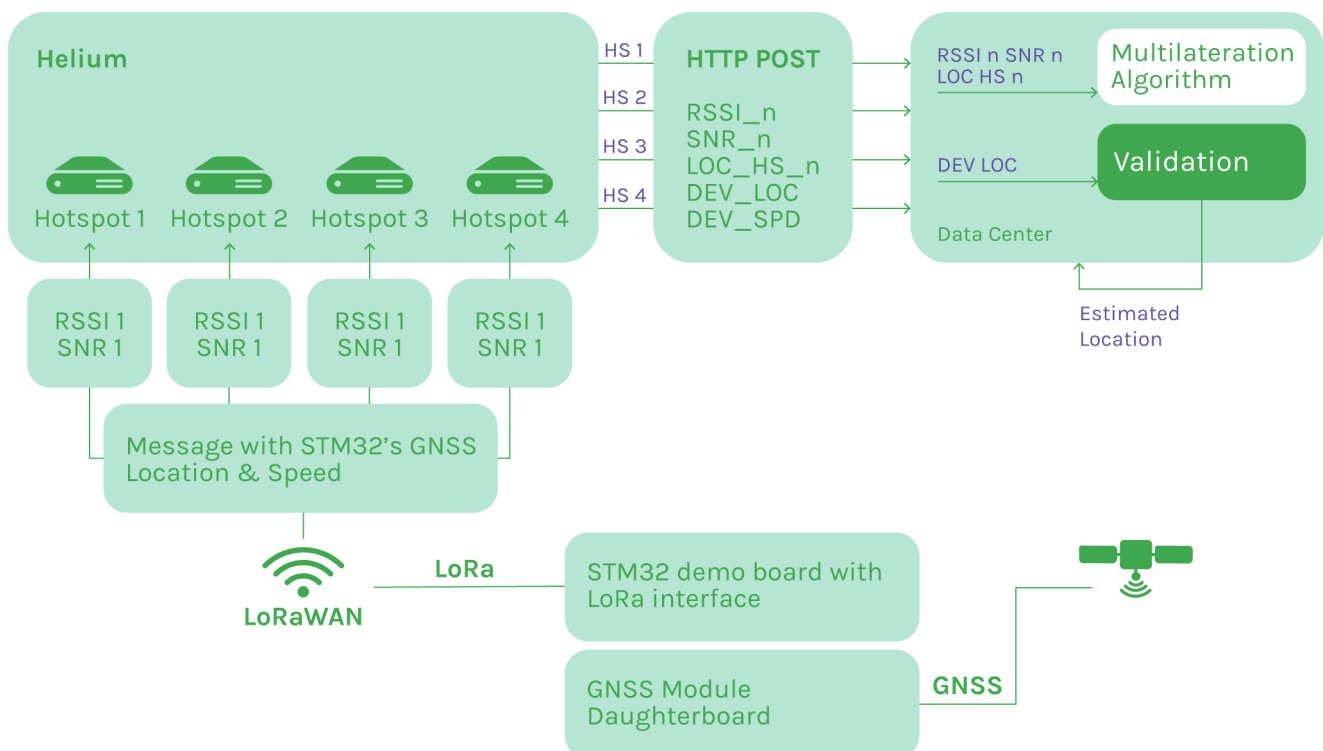 Helium
Hotspot 1
Hotspot 2
Hotspot 3
Hotspot 4
HS 1
HS 2
HS 3
HS 4
HTTP POST
RSSI_n
SNR_n
LOC_HS_n
DEV_LOC
DEV_SPD
RSSI n SNR n
LOC HS n
Multilateration
Algorithm
DEV LOC
Validation
Data Center
Estimated
Location
RSSI 1
SNR 1
RSSI 1
SNR 1
RSSI 1
SNR 1
RSSI 1
SNR 1
Message with STM32’s GNSS
Location & Speed
LoRaWAN
LoRa
STM32 demo board with
LoRa interface
GNSS Module
Daughterboard
GNSS